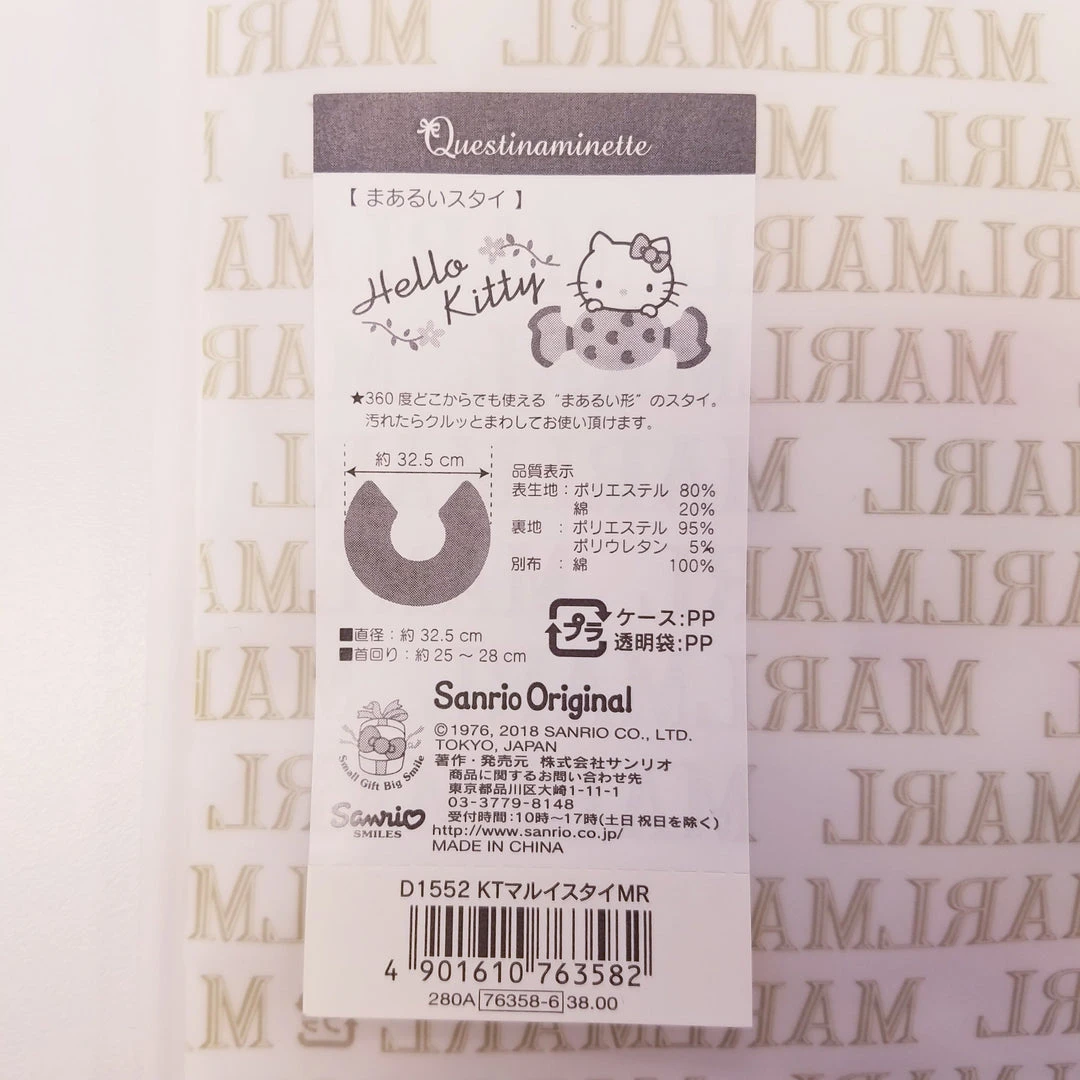 Questinaminette
【 まあるいスタイ 】
Hello
Kitty
★360 度どこからでも使える “まあるい形” のスタイ。
汚れたらクルッとまわしてお使い頂けます。
約 32.5 cm
品質表示
表生地：ポリエステル 80%
綿 20%
裏地 ：ポリエステル 95%
ポリウレタン 5%
別布 ：綿 100%
プラ
ケース:PP
透明袋:PP
■直径：約 32.5 cm
■首回り：約 25 ～ 28 cm
Small Gift Big Smile
Sanrio
SMILES
Sanrio Original
©1976, 2018 SANRIO CO., LTD.
TOKYO, JAPAN
著作・発売元 株式会社サンリオ
商品に関するお問い合わせ先
東京都品川区大崎1-11-1
03-3779-8148
受付時間：10時～17時(土日祝日を除く)
http://www.sanrio.co.jp/
MADE IN CHINA
D1552 KTマルイスタイMR
4 901610 763582
280A 76358-6 38.00
MARLMARL